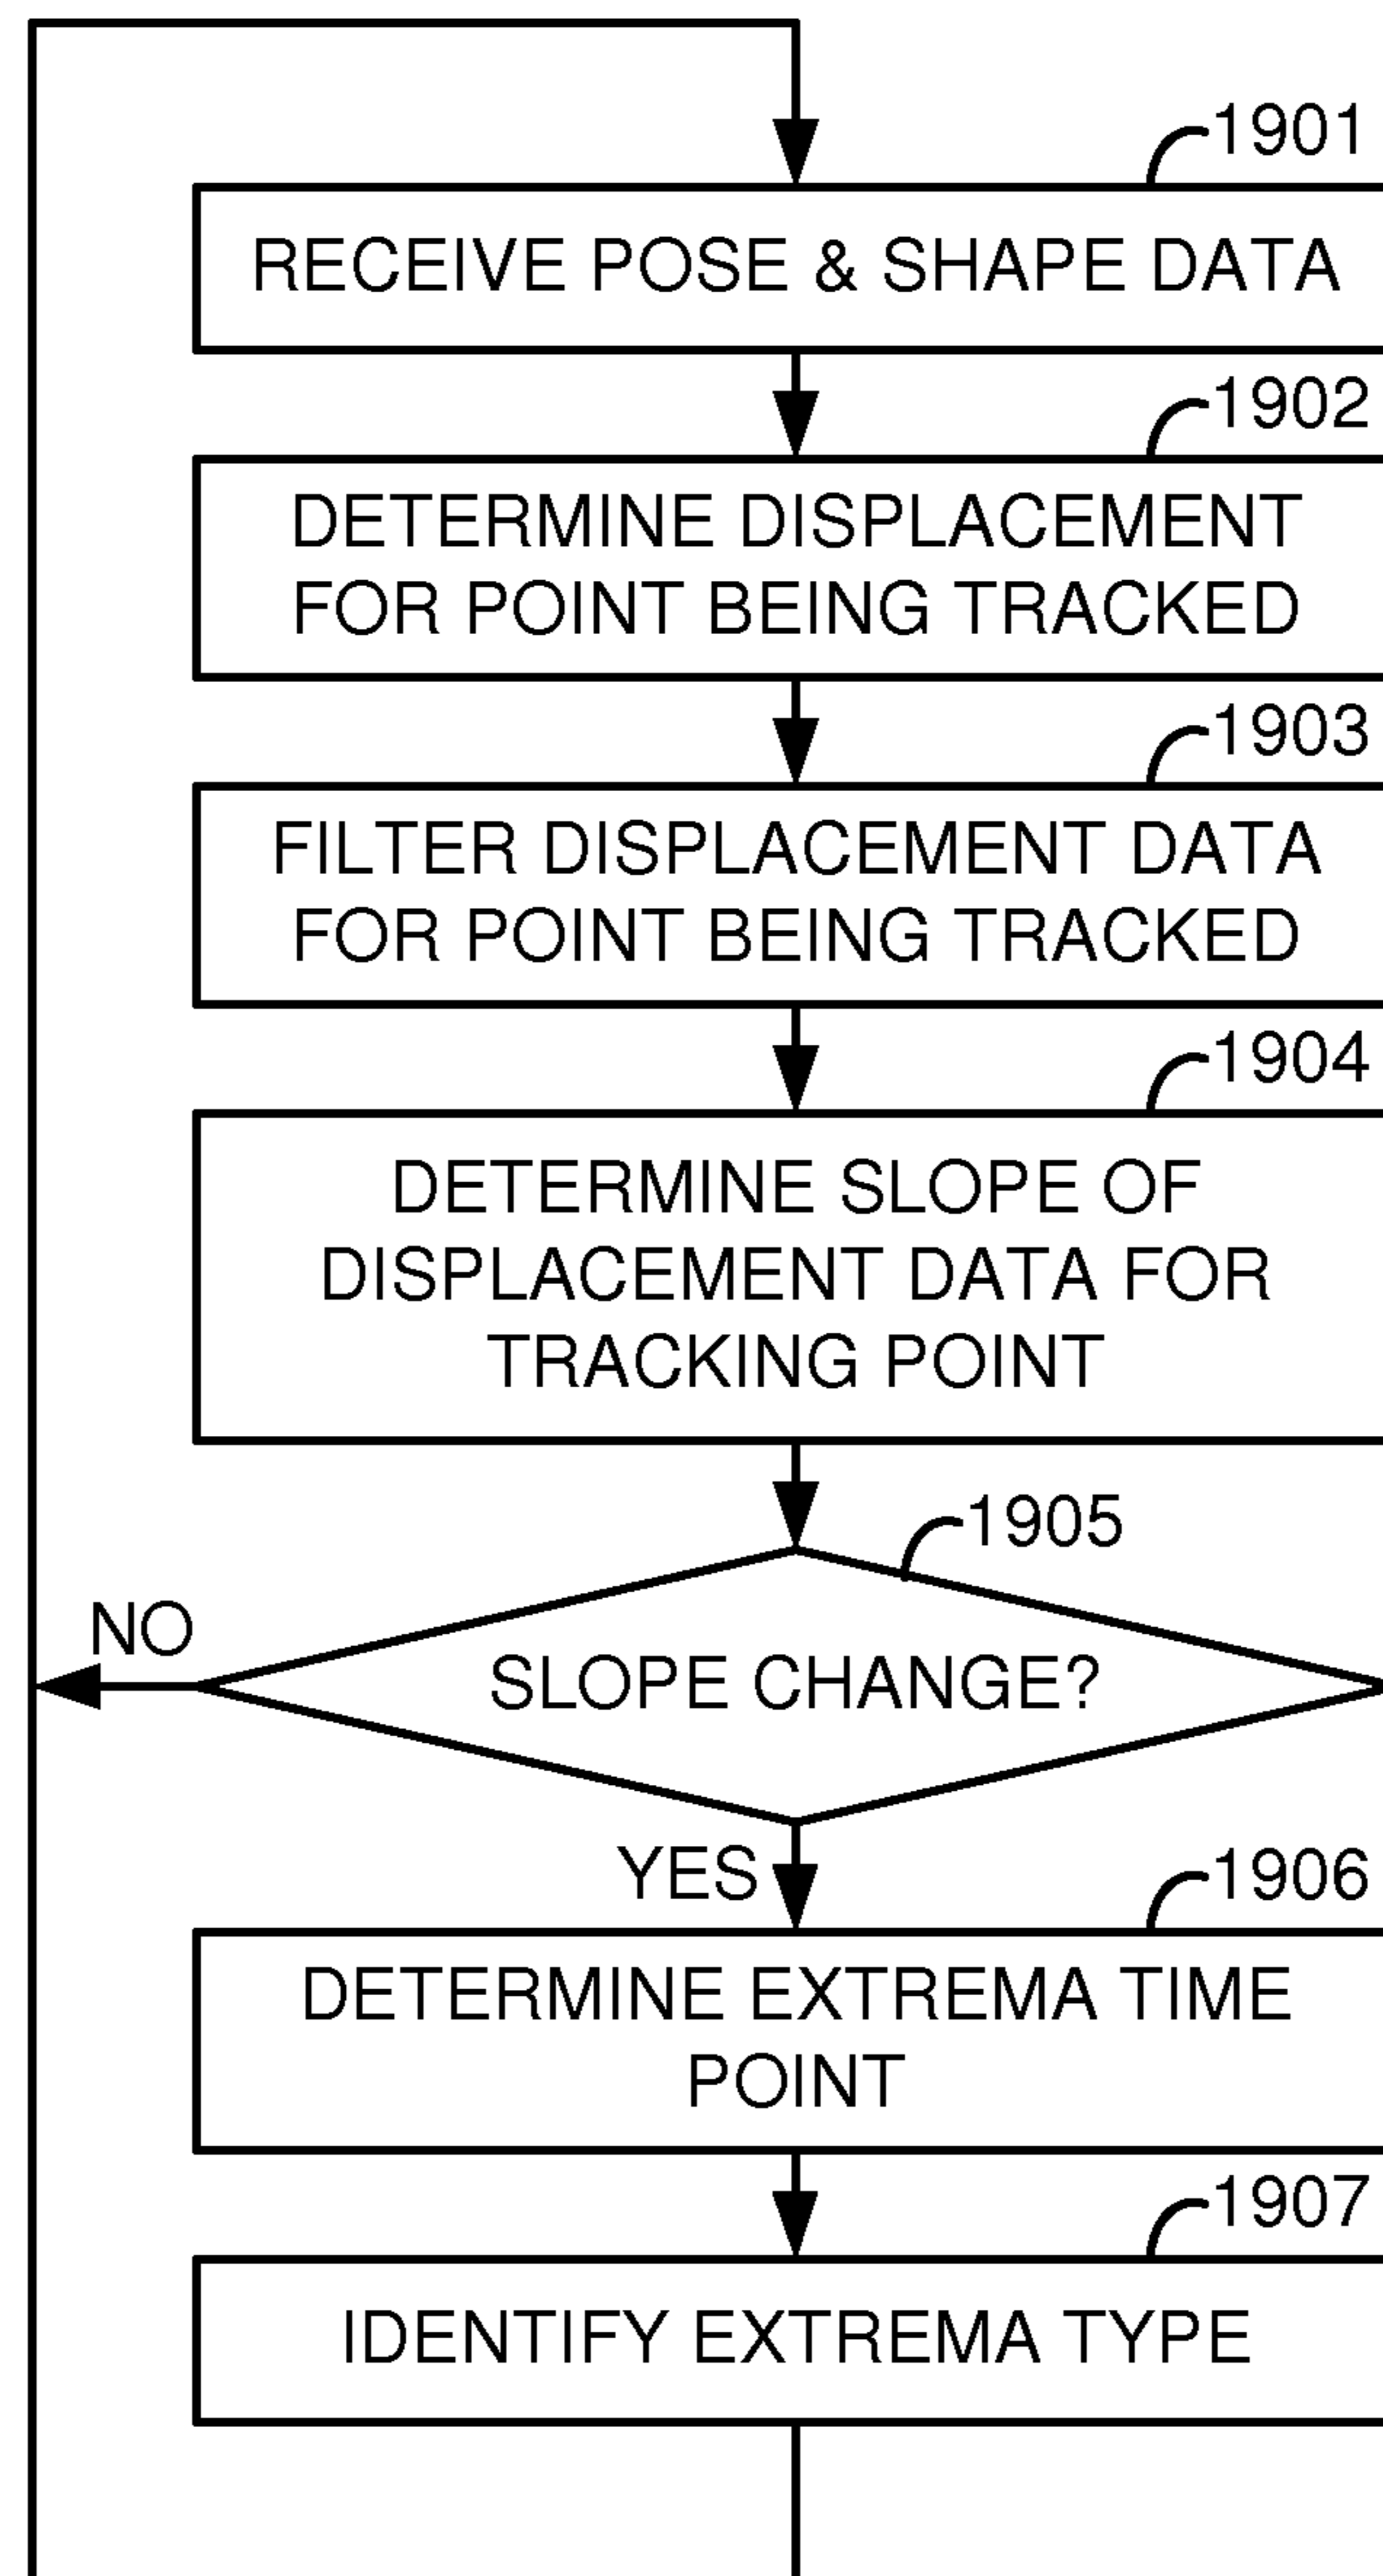 1901
RECEIVE POSE & SHAPE DATA
1902
DETERMINE DISPLACEMENT
FOR POINT BEING TRACKED
1903
FILTER DISPLACEMENT DATA
FOR POINT BEING TRACKED
1904
DETERMINE SLOPE OF
DISPLACEMENT DATA FOR
TRACKING POINT
1905
NO
SLOPE CHANGE?
YES
1906
DETERMINE EXTREMA TIME
POINT
1907
IDENTIFY EXTREMA TYPE